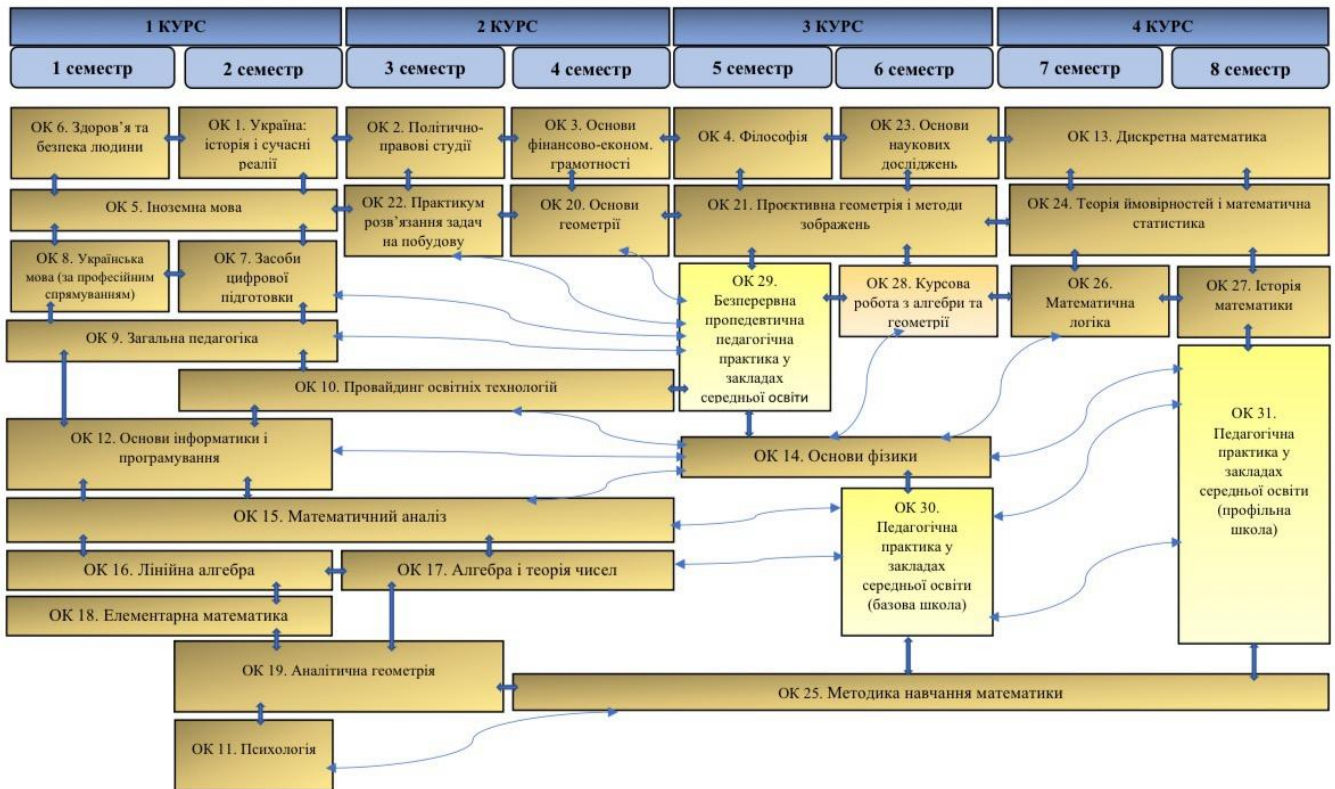 1 КУРС
2 КУРС
3 КУРС
4 КУРС
1 семестр
2 семестр
3 семестр
4 семестр
5 семестр
6 семестр
7 семестр
8 семестр
ОК 6. Здоров’я та
безпека людини
ОК 1. Україна:
історія і сучасні
реалії
ОК 2. Політично-
правові студії
ОК 3. Основи
фінансово-економ.
грамотності
ОК 4. Філософія
ОК 23. Основи
наукових
досліджень
ОК 13. Дискретна математика
ОК 5. Іноземна мова
ОК 22. Практикум
розв’язання задач
на побудову
ОК 20. Основи
геометрії
ОК 21. Проєктивна геометрія і методи
зображень
ОК 24. Теорія ймовірностей і математична
статистика
ОК 8. Українська
мова (за професійним
спрямуванням)
ОК 7. Засоби
цифрової
підготовки
ОК 29.
Безперервна
пропедевтична
педагогічна
практика у
закладах
середньої освіти
ОК 28. Курсова
робота з алгебри та
геометрії
ОК 26.
Математична
логіка
ОК 27. Історія
математики
ОК 9. Загальна педагогіка
ОК 10. Провайдинг освітніх технологій
ОК 12. Основи інформатики і
програмування
ОК 14. Основи фізики
ОК 31.
Педагогічна
практика у
закладах
середньої освіти
(профільна
школа)
ОК 15. Математичний аналіз
ОК 30.
Педагогічна
практика у
закладах
середньої освіти
(базова школа)
ОК 16. Лінійна алгебра
ОК 17. Алгебра і теорія чисел
ОК 18. Елементарна математика
ОК 19. Аналітична геометрія
ОК 25. Методика навчання математики
ОК 11. Психологія